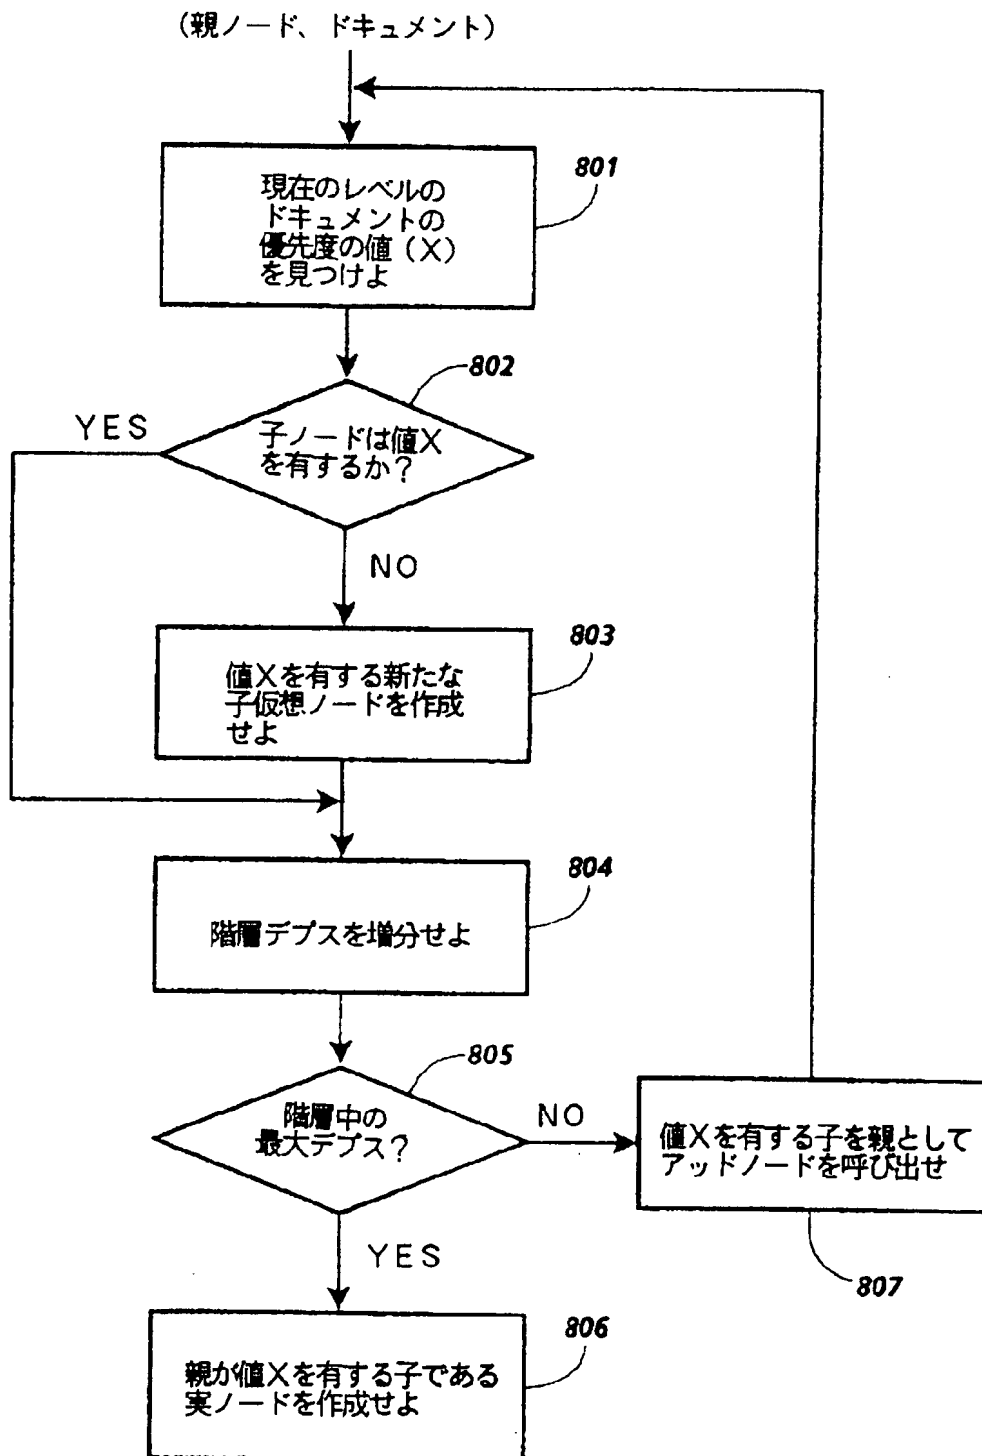 (親ノード、ドキュメント)
801
現在のレベルの
ドキュメントの
優先度の値(X)
を見つけよ
802
YES
子ノードは値X
を有するか?
NO
803
値Xを有する新たな
子仮想ノードを作成
せよ
804
階層デプスを増分せよ
805
階層中の
最大デプス?
NO
値Xを有する子を親として
アッドノードを呼び出せ
YES
807
806
親が値Xを有する子である
実ノードを作成せよ